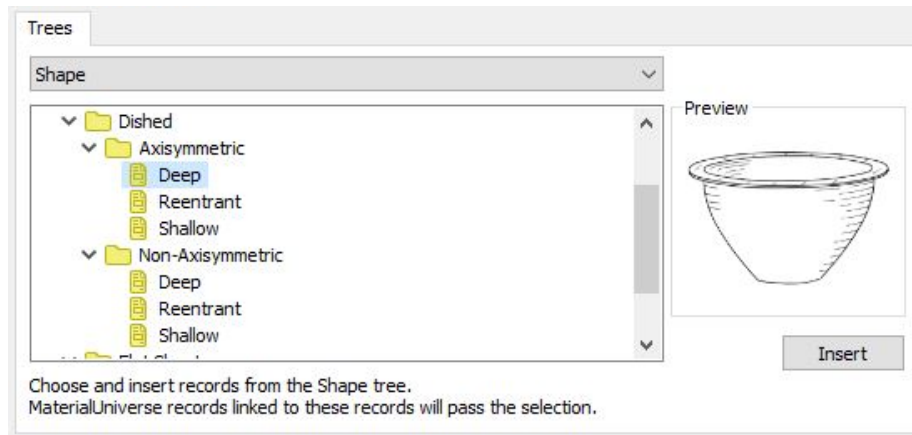 Trees
Shape
Preview
Dished
Axisymmetric
Deep
Reentrant
Shallow
Non-Axisymmetric
Deep
Reentrant
Shallow
Insert
Choose and insert records from the Shape tree.
MaterialUniverse records linked to these records will pass the selection.